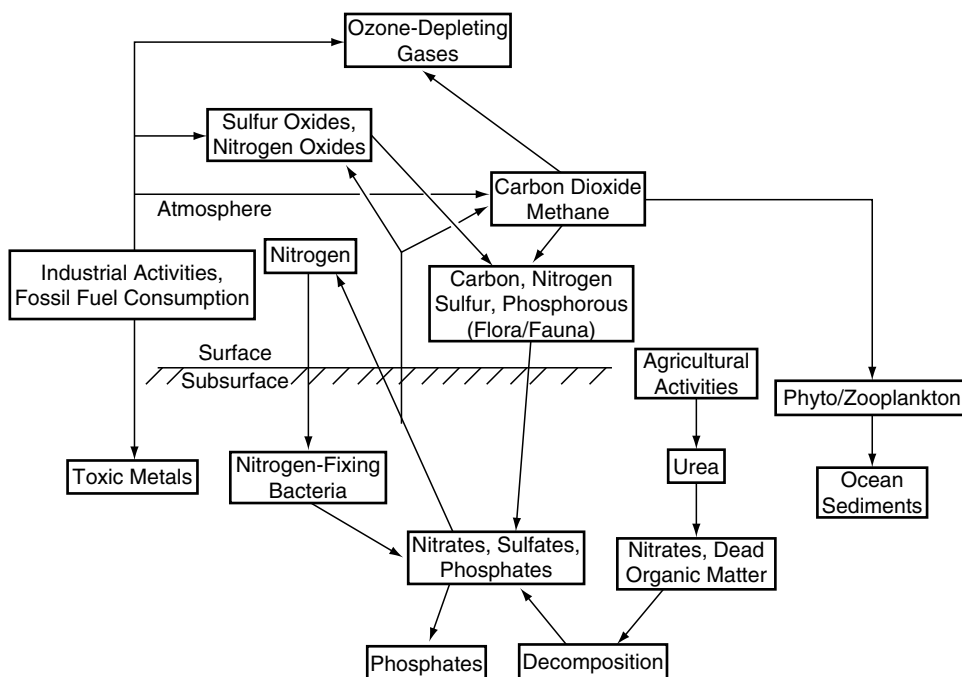 Ozone-Depleting
Gases
Sulfur Oxides,
Nitrogen Oxides
Carbon Dioxide
Methane
Atmosphere
Nitrogen
Industrial Activities,
Fossil Fuel Consumption
Carbon, Nitrogen
Sulfur, Phosphorous
(Flora/Fauna)
Surface
Subsurface
Agricultural
Activities
Phyto/Zooplankton
Toxic Metals
Nitrogen-Fixing
Bacteria
Urea
Ocean
Sediments
Nitrates, Sulfates,
Phosphates
Nitrates, Dead
Organic Matter
Phosphates
Decomposition